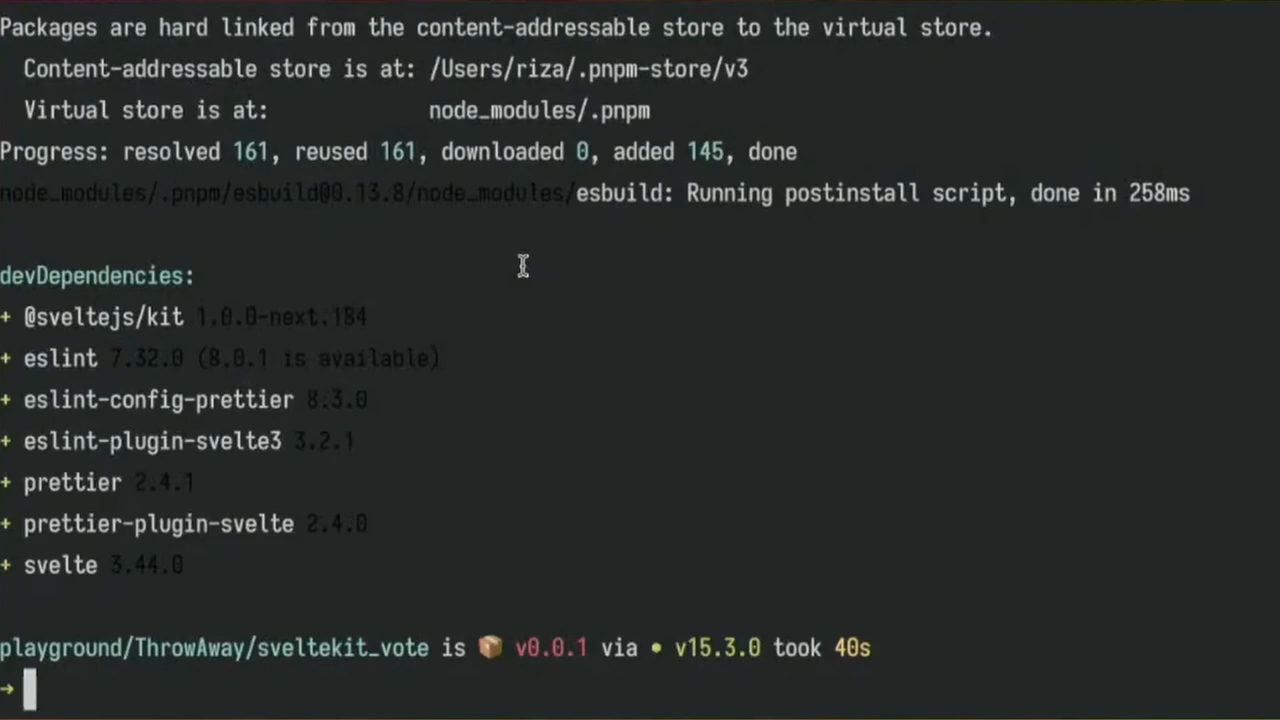 Packages are hard linked from the content-addressable store to the virtual store.
Content-addressable store is at: /Users/riza/.pnpm-store/v3
Virtual store is at: node_modules/.pnpm
Progress: resolved 161, reused 161, downloaded 0, added 145, done
node_modules/.pnpm/esbuild@0.13.8/node_modules/esbuild: Running postinstall script, done in 258ms
devDependencies:
+ @sveltejs/kit 1.0.0-next.184
+ eslint 7.32.0 (8.0.1 is available)
+ eslint-config-prettier 8.3.0
+ eslint-plugin-svelte3 3.2.1
+ prettier 2.4.1
+ prettier-plugin-svelte 2.4.0
+ svelte 3.44.0
playground/ThrowAway/sveltekit_vote is 📦 v0.0.1 via • v15.3.0 took 40s
→